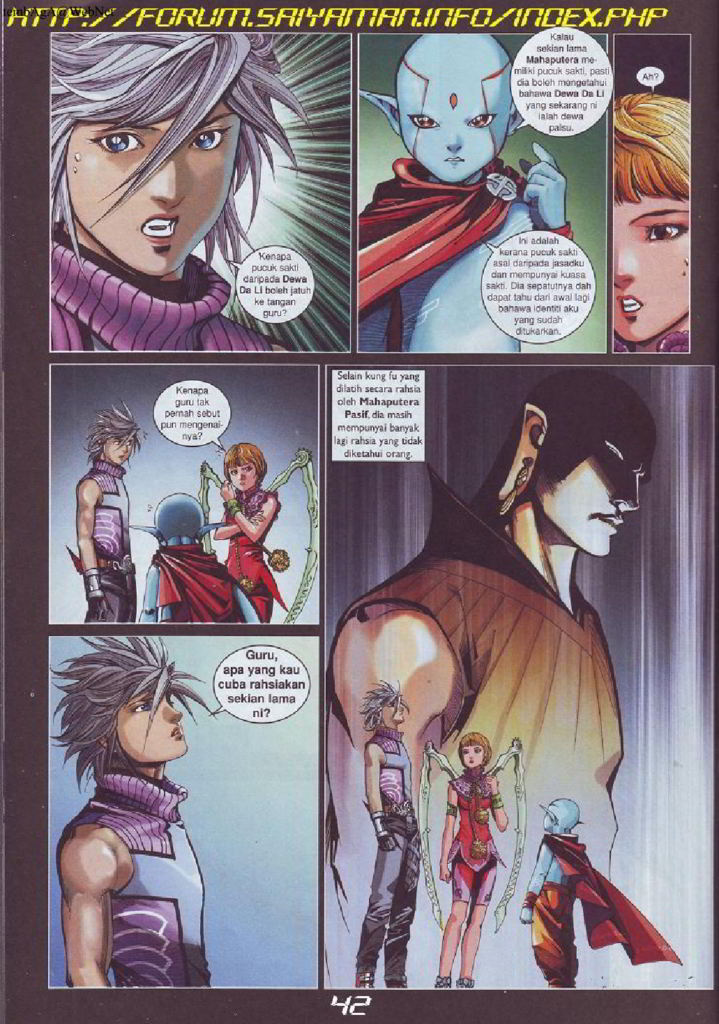 HTTP://FORUM.SAIYAMAN.INFO/INDEX.PHP
Kenapa
pucuk sakti
Dewa
Da Li boleh jatuh
ke tangan
guru?
Kalau
sekian lama
Mahaputera me-
miliki pucuk sakti, pasti
dia boleh mengetahui
bahawa Dewa Da Li
yang sekarang ni
ialah dewa
palsu.
Ini adalah
kerana pucuk sakti
asal daripada jasadku
dan mempunyai kuasa
sakti. Dia sepatutnya dah
dapat tahu dari awal lagi
bahawa identiti aku
yang sudah
ditukarkan.
Ah?
Kenapa
guru tak
pernah sebut
pun mengenai-
nya?
Selain kung fu yang
dilatih secara rahsia
oleh Mahaputera
Pasif, dia masih
mempunyai banyak
lagi rahsia yang tidak
diketahui orang.
Guru,
apa yang kau
cuba rahsiakan
sekian lama
ni?
42